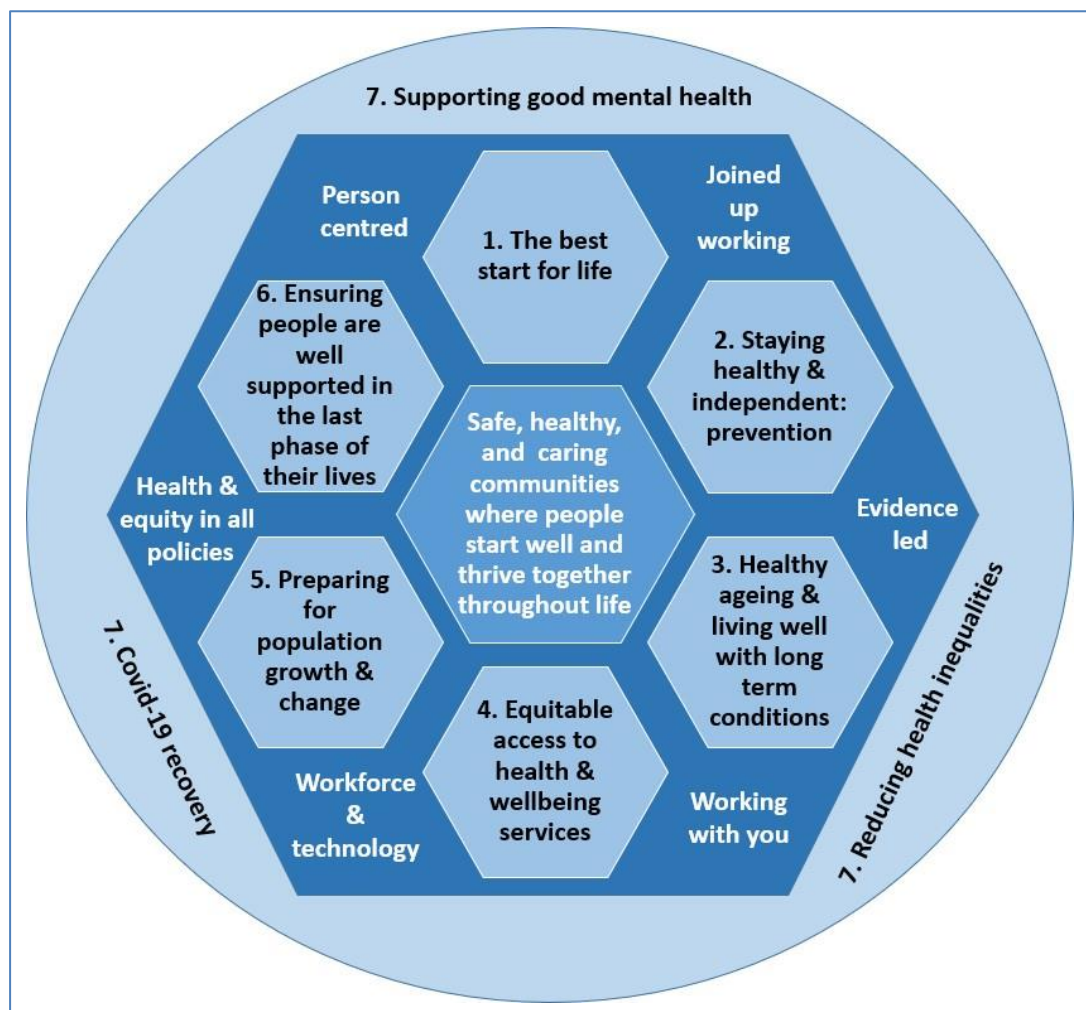 7. Supporting good mental health
Person
centred
Joined
up
working
1. The best
start for life
6. Ensuring
people are
well
supported in
the last
phase of
their lives
2. Staying
healthy &
independent:
prevention
Safe, healthy,
and caring
communities
where people
start well and
thrive together
throughout life
Health &
equity in all
policies
Evidence
led
5. Preparing
for
population
growth &
change
3. Healthy
ageing &
living well
with long
term
conditions
4. Equitable
access to
health &
wellbeing
services
Workforce
&
technology
Working
with you
7. Covid-19 recovery
7. Reducing health inequalities